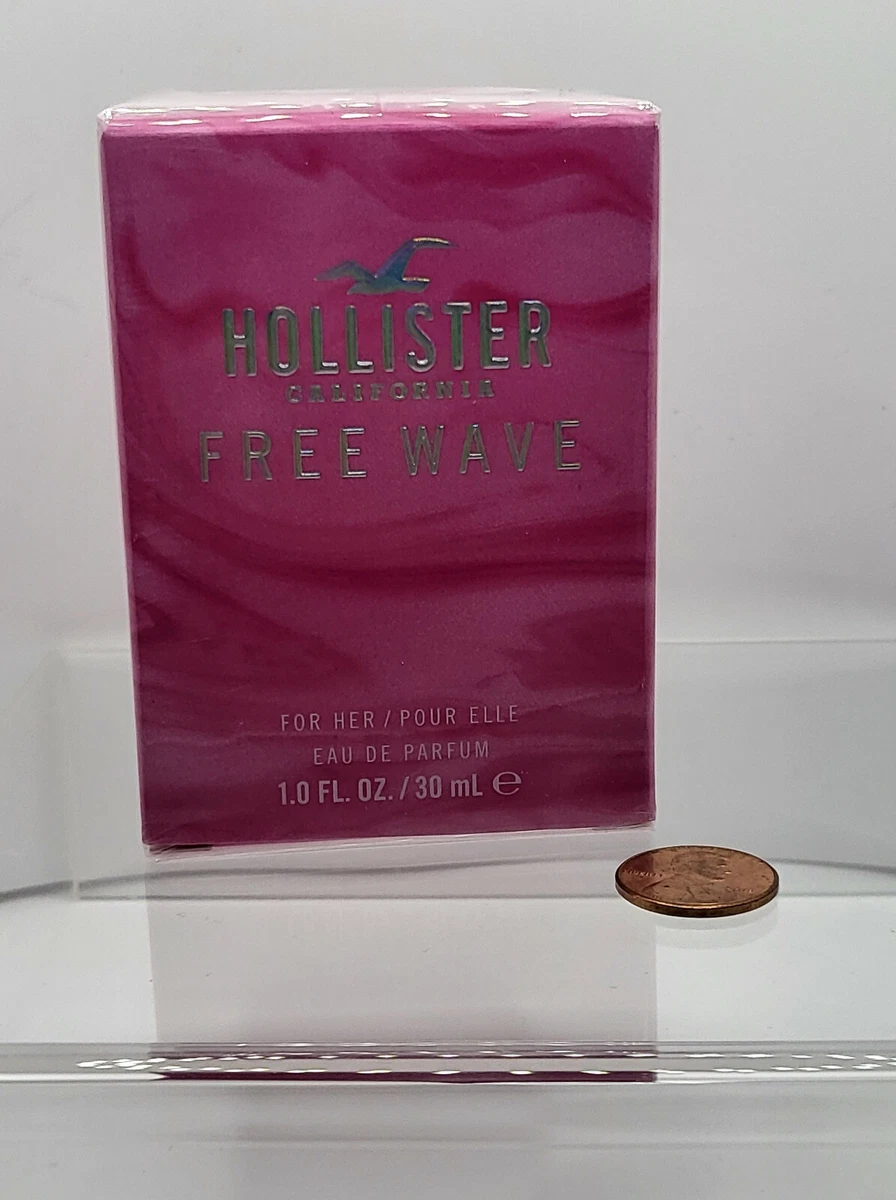 HOLLISTER
CALIFORNIA
FREE WAVE
FOR HER / POUR ELLE
EAU DE PARFUM
1.0 FL. OZ. / 30 mL ℮